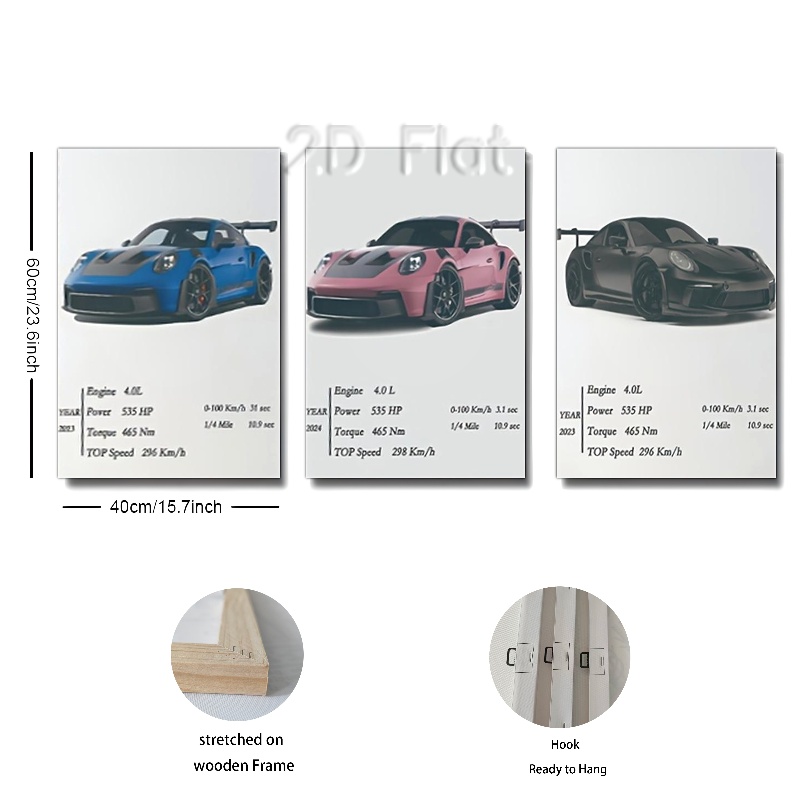 2D Flat
60cm/23.6inch
YEAR
2023
Engine 4.0L
Power 535 HP
Torque 465 Nm
TOP Speed 296 Km/h
0-100 Km/h 31 sec
1/4 Mile 10.9 sec
YEAR
2024
Engine 4.0 L
Power 535 HP
Torque 465 Nm
TOP Speed 298 Km/h
0-100 Km/h 3.1 sec
1/4 Mile 10.9 sec
YEAR
2023
Engine 4.0L
Power 535 HP
Torque 465 Nm
TOP Speed 296 Km/h
0-100 Km/h 3.1 sec
1/4 Mile 10.9 sec
40cm/15.7inch
stretched on
wooden Frame
Hook
Ready to Hang